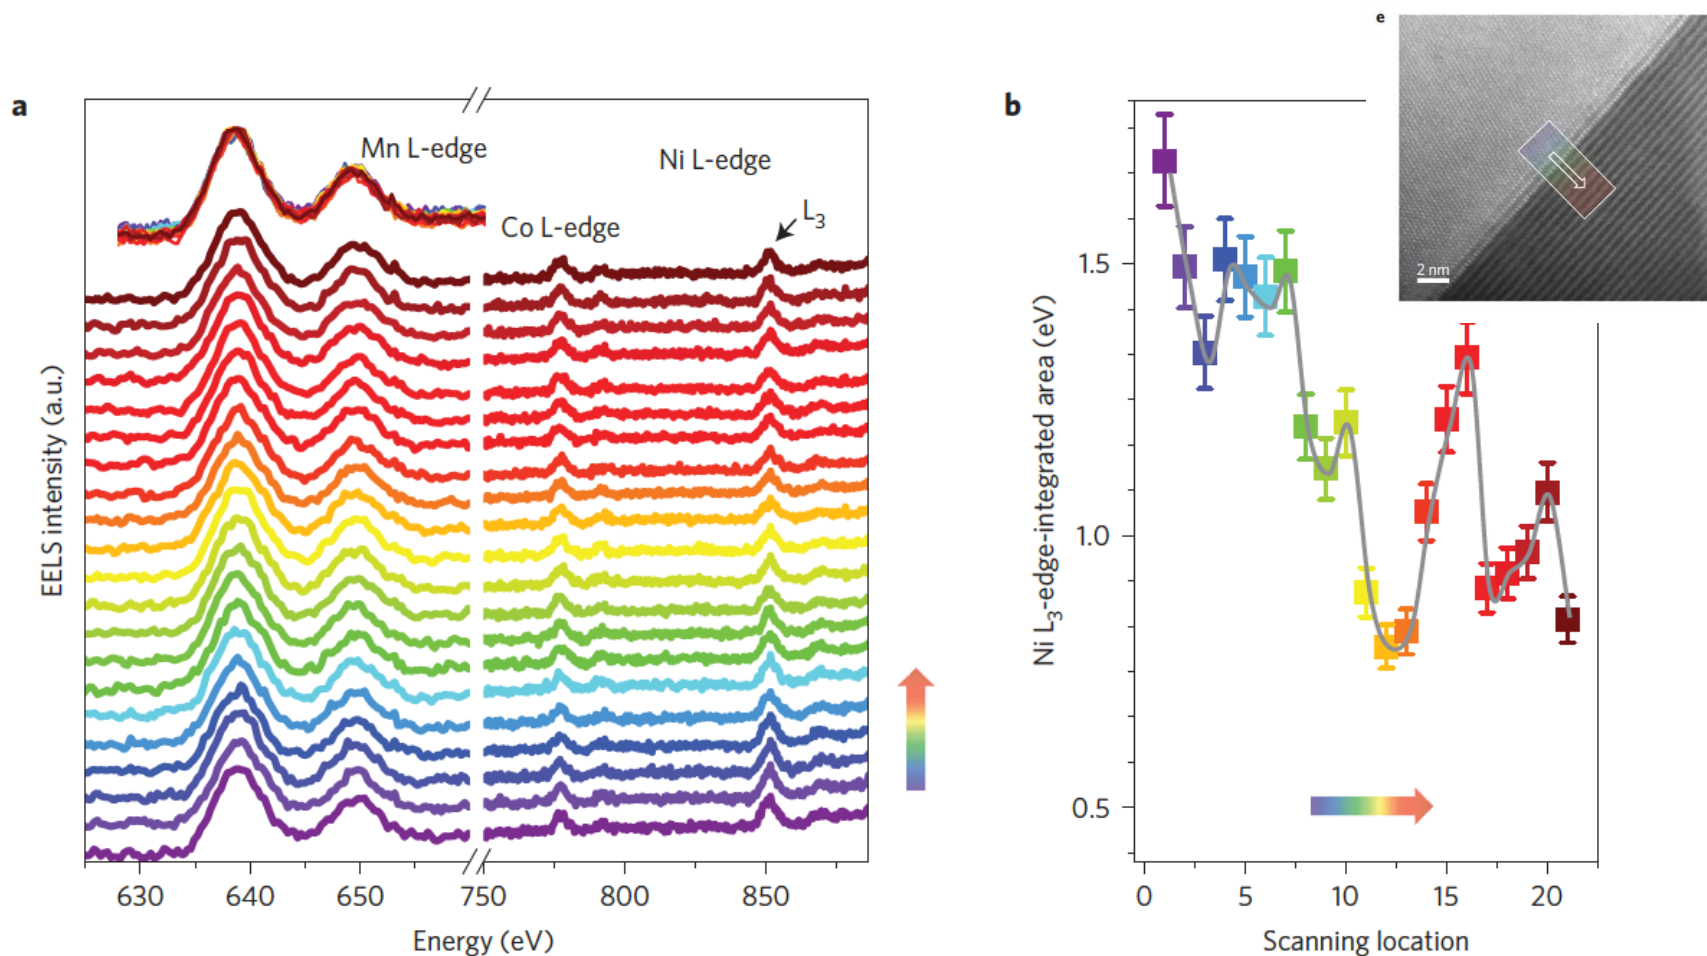 a
Mn L-edge
Ni L-edge
Co L-edge
L3
EELS intensity (a.u.)
630 640 650 750 800 850
Energy (eV)
b
1.5
1.0
0.5
Ni L3-edge-integrated area (eV)
0 5 10 15 20
Scanning location
e
2 nm